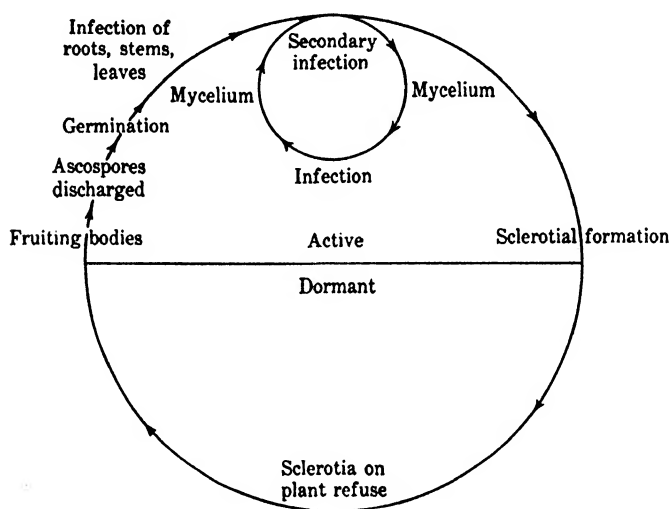 Infection of
roots, stems,
leaves
Secondary
infection
Mycelium
Mycelium
Germination
Ascospores
discharged
Infection
Fruiting bodies
Active
Sclerotial formation
Dormant
Sclerotia on
plant refuse